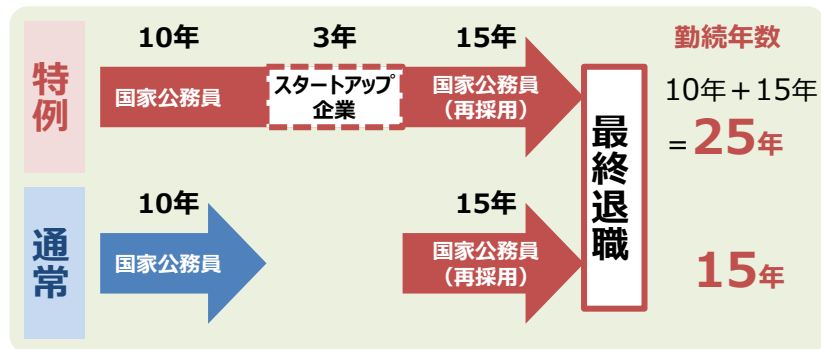 10年 3年 15年 勤続年数
特例
国家公務員
スタートアップ
企業
国家公務員
（再採用）
10年＋15年
＝25年
最終退職
10年 15年
通常
国家公務員
国家公務員
（再採用）
15年